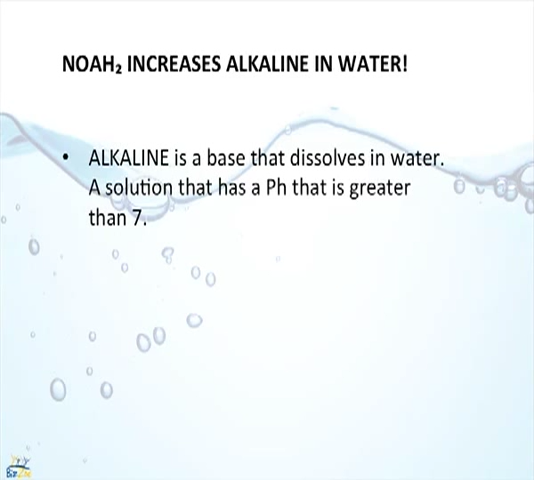 NOAH₂ INCREASES ALKALINE IN WATER!
• ALKALINE is a base that dissolves in water.
A solution that has a Ph that is greater
than 7.